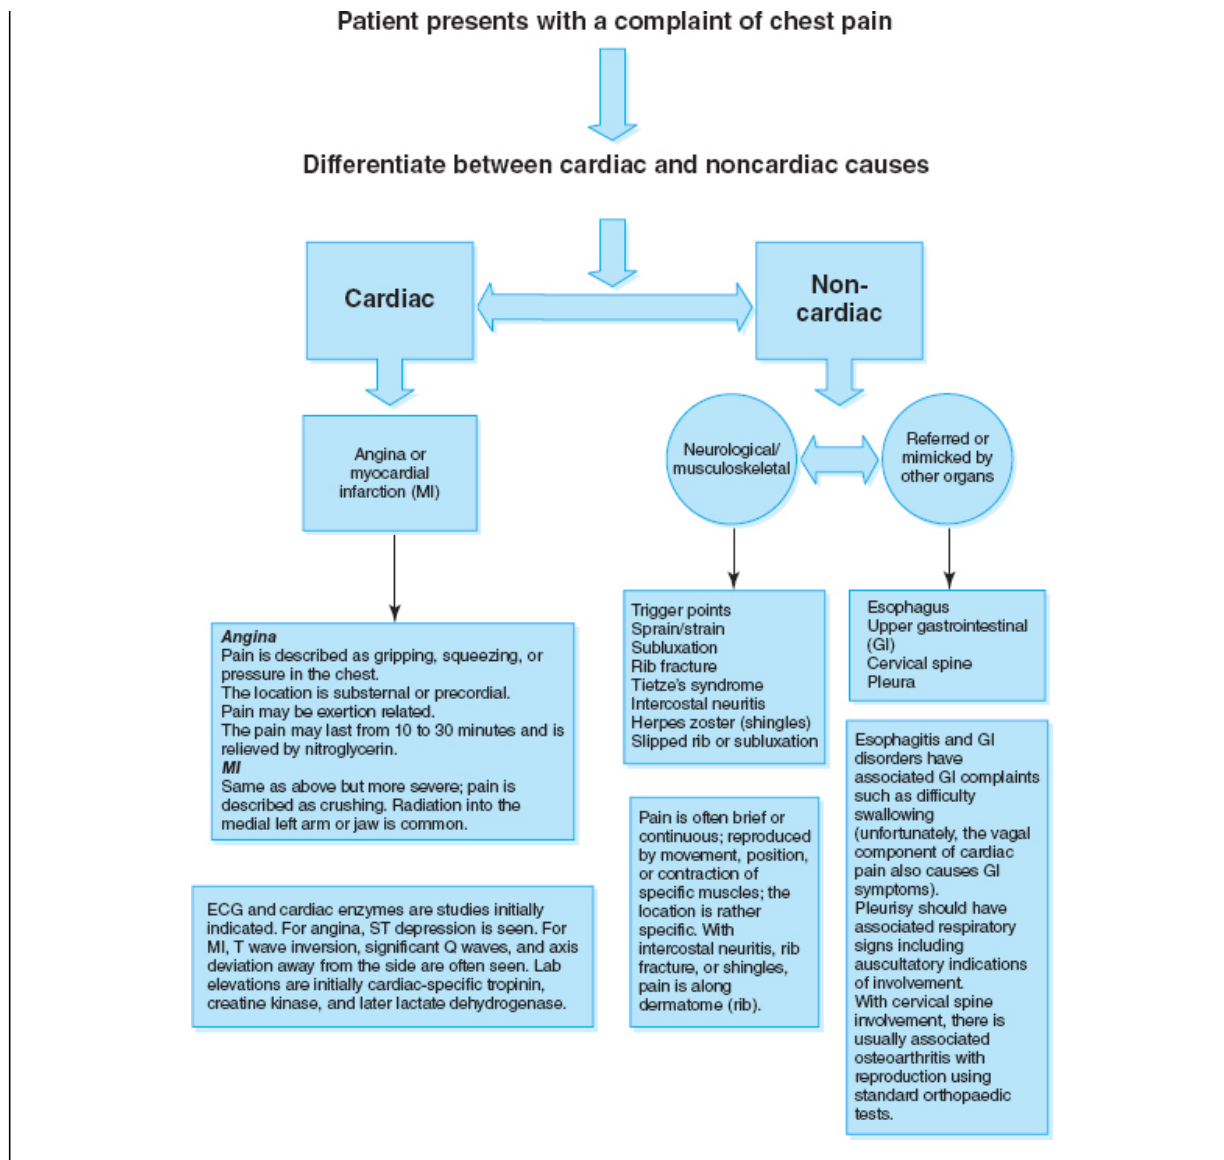 Patient presents with a complaint of chest pain
Differentiate between cardiac and noncardiac causes
Cardiac
Non-
cardiac
Angina or
myocardial
infarction (MI)
Neurological/
musculoskeletal
Referred or
mimicked by
other organs
Angina
Pain is described as gripping, squeezing, or
pressure in the chest.
The location is substernal or precordial.
Pain may be exertion related.
The pain may last from 10 to 30 minutes and is
relieved by nitroglycerin.
MI
Same as above but more severe; pain is
described as crushing. Radiation into the
medial left arm or jaw is common.
ECG and cardiac enzymes are studies initially
indicated. For angina, ST depression is seen. For
MI, T wave inversion, significant Q waves, and axis
deviation away from the side are often seen. Lab
elevations are initially cardiac-specific tropinin,
creatine kinase, and later lactate dehydrogenase.
Trigger points
Sprain/strain
Subluxation
Rib fracture
Tietze's syndrome
Intercostal neuritis
Herpes zoster (shingles)
Slipped rib or subluxation
Pain is often brief or
continuous; reproduced
by movement, position,
or contraction of
specific muscles; the
location is rather
specific. With
intercostal neuritis, rib
fracture, or shingles,
pain is along
dermatome (rib).
Esophagus
Upper gastrointestinal
(GI)
Cervical spine
Pleura
Esophagitis and GI
disorders have
associated GI complaints
such as difficulty
swallowing
(unfortunately, the vagal
component of cardiac
pain also causes GI
symptoms).
Pleurisy should have
associated respiratory
signs including
auscultatory indications
of involvement.
With cervical spine
involvement, there is
usually associated
osteoarthritis with
reproduction using
standard orthopaedic
tests.